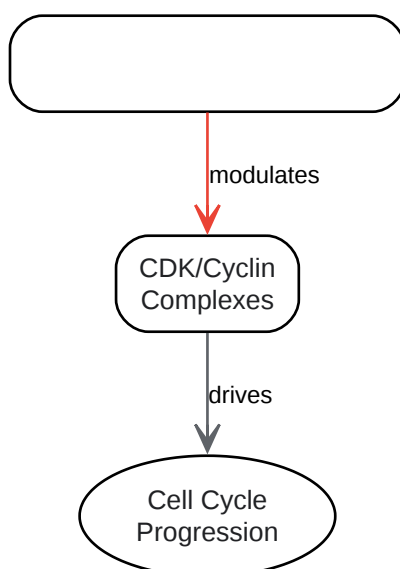 modulates
CDK/Cyclin
Complexes
drives
Cell Cycle
Progression